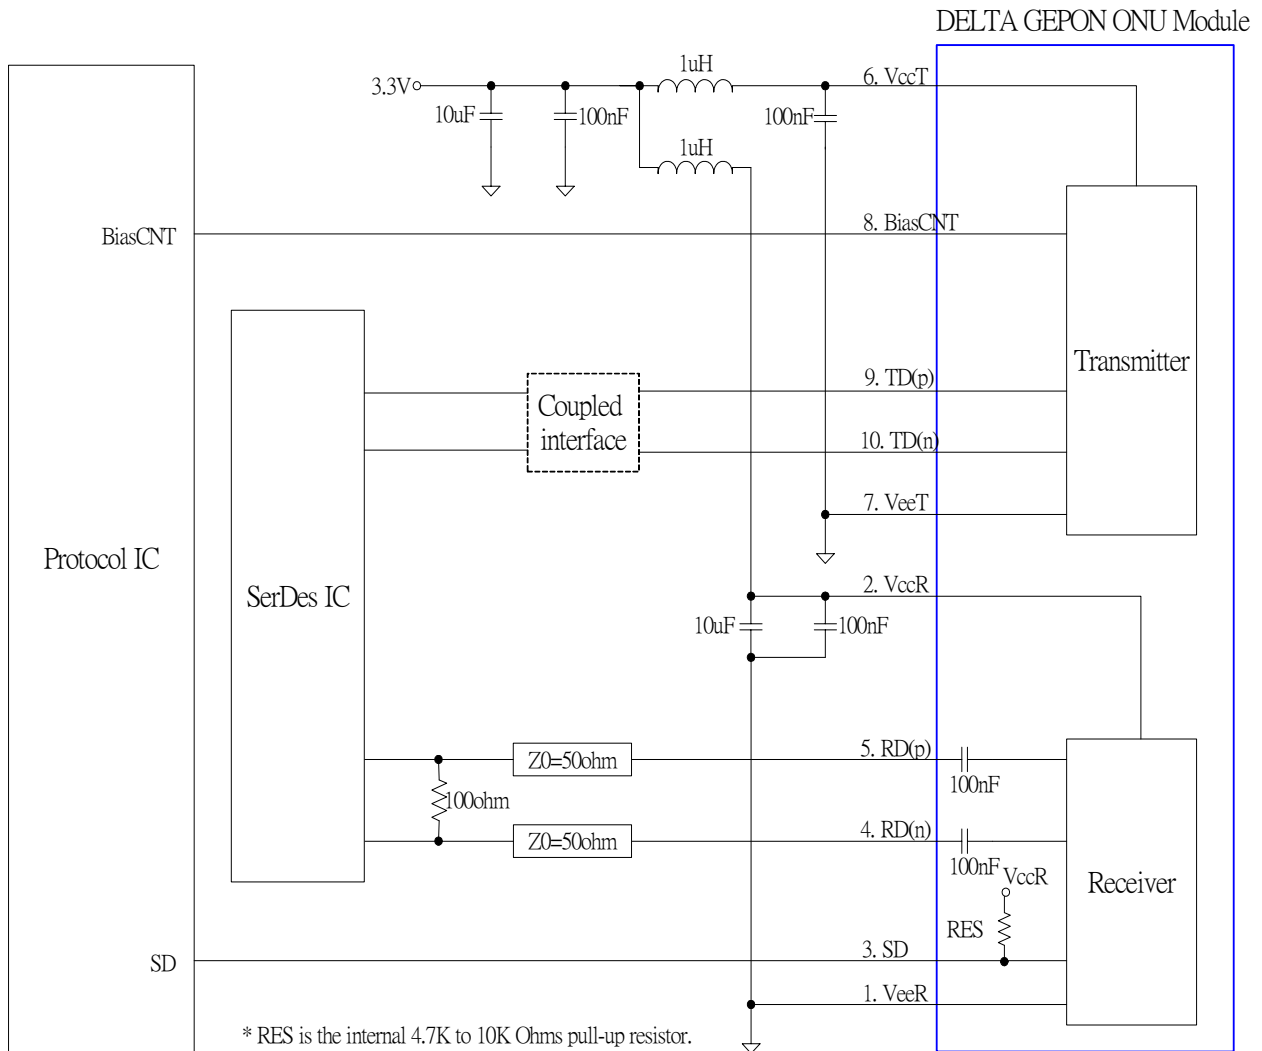 DELTA GEPON ONU Module
1uH
6. VccT
3.3V
10uF
100nF
100nF
1uH
BiasCNT
8. BiasCNT
Transmitter
9. TD(p)
Coupled
interface
10. TD(n)
7. VeeT
Protocol IC
SerDes IC
2. VccR
10uF
100nF
5. RD(p)
Z0=50ohm
100nF
100ohm
4. RD(n)
Z0=50ohm
100nF
VccR
Receiver
RES
3. SD
SD
1. VeeR
* RES is the internal 4.7K to 10K Ohms pull-up resistor.